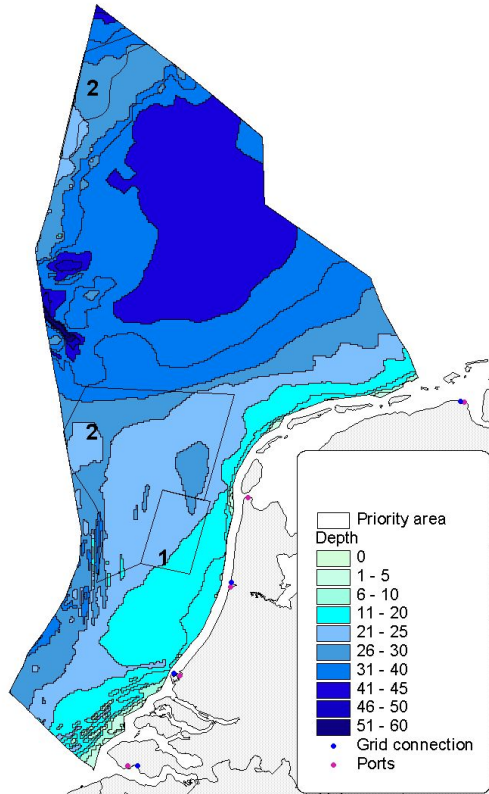 2
2
1
Priority area
Depth
0
1 - 5
6 - 10
11 - 20
21 - 25
26 - 30
31 - 40
41 - 45
46 - 50
51 - 60
Grid connection
Ports